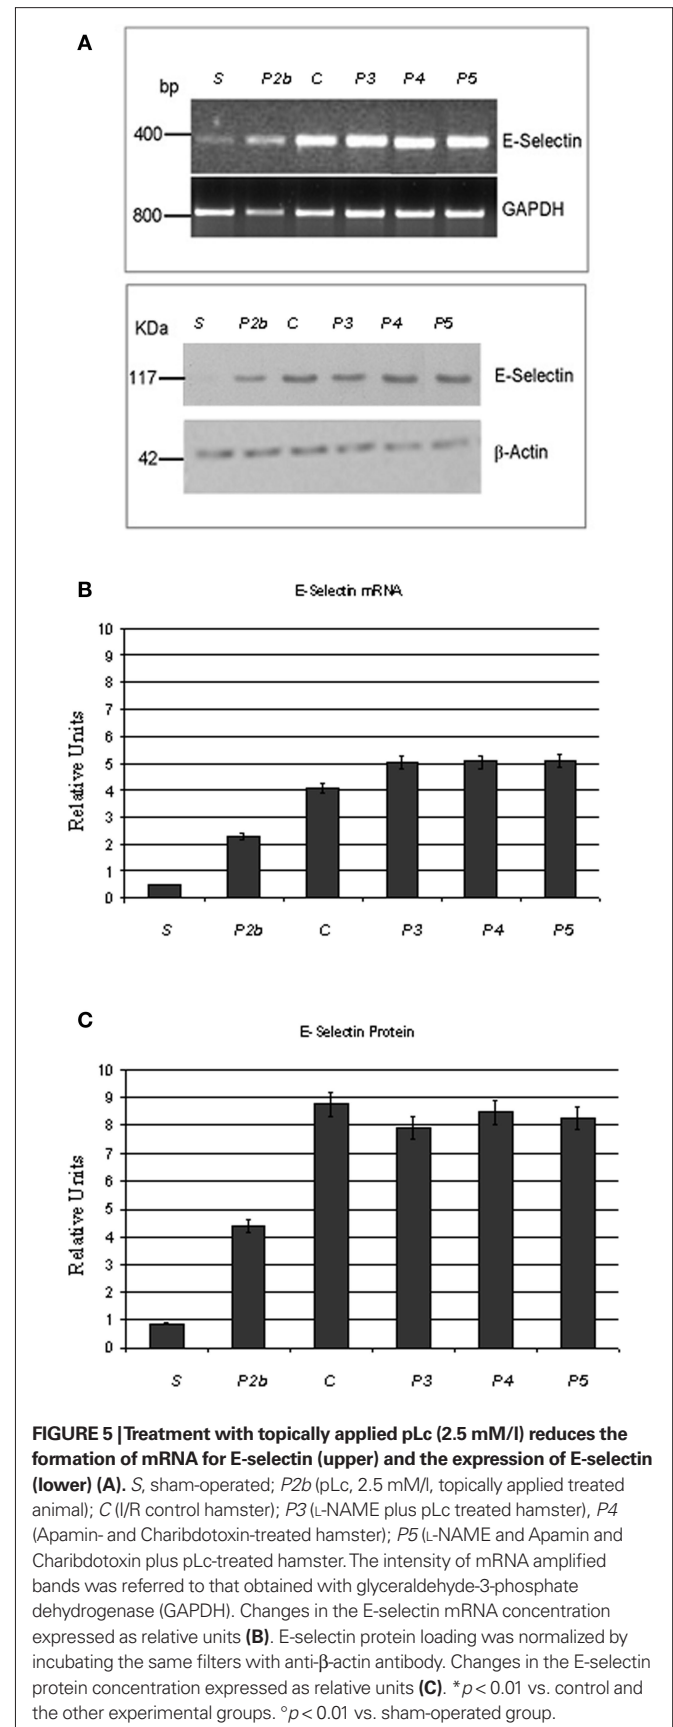 A
S P2b C P3 P4 P5
bp
400
E-Selectin
800
GAPDH
S P2b C P3 P4 P5
KDa
117
E-Selectin
42
β-Actin
B
E-Selectin mRNA
10
9
8
7
6
5
4
3
2
1
0
Relative Units
S P2b C P3 P4 P5
C
E- Selectin Protein
10
9
8
7
6
5
4
3
2
1
0
Relative Units
S P2b C P3 P4 P5
FIGURE 5 | Treatment with topically applied pLc (2.5 mM/l) reduces the
formation of mRNA for E-selectin (upper) and the expression of E-selectin
(lower) (A). S, sham-operated; P2b (pLc, 2.5 mM/l, topically applied treated
animal); C (I/R control hamster); P3 (L-NAME plus pLc treated hamster), P4
(Apamin- and Charibdotoxin-treated hamster); P5 (L-NAME and Apamin and
Charibdotoxin plus pLc-treated hamster. The intensity of mRNA amplified
bands was referred to that obtained with glyceraldehyde-3-phosphate
dehydrogenase (GAPDH). Changes in the E-selectin mRNA concentration
expressed as relative units (B). E-selectin protein loading was normalized by
incubating the same filters with anti-β-actin antibody. Changes in the E-selectin
protein concentration expressed as relative units (C). *p < 0.01 vs. control and
the other experimental groups. °p < 0.01 vs. sham-operated group.